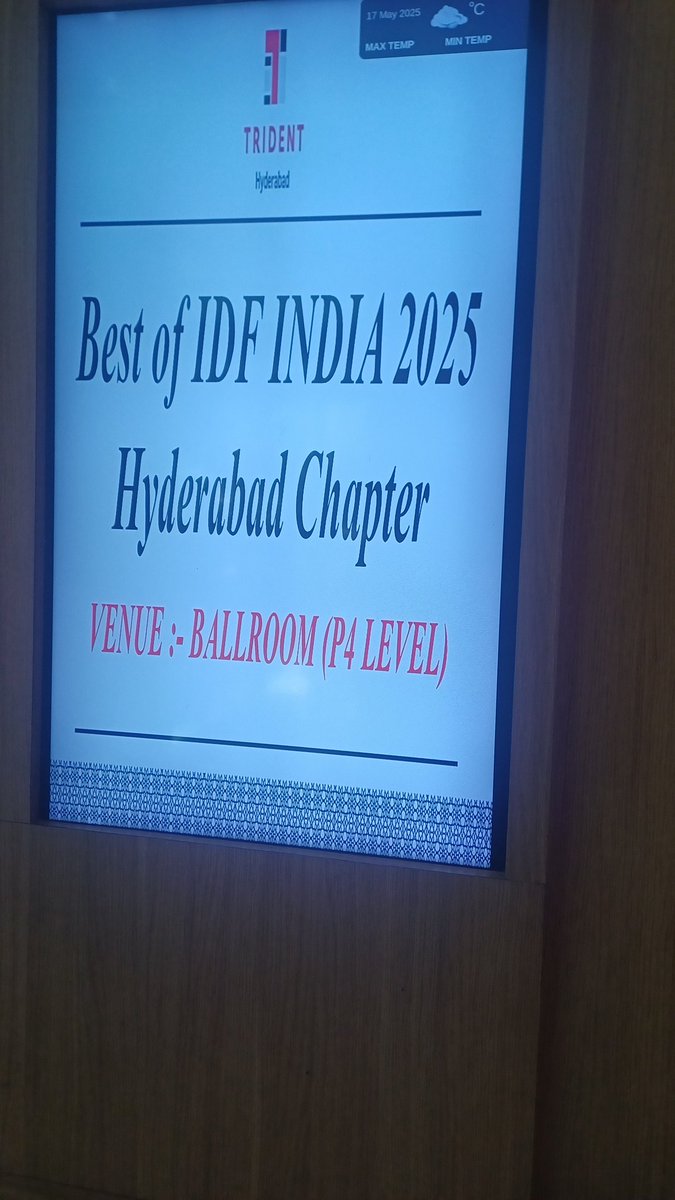 17 May 2025 °C
MAX TEMP MIN TEMP
TRIDENT
Hyderabad
Best of IDF INDIA 2025
Hyderabad Chapter
VENUE :- BALLROOM (P4 LEVEL)